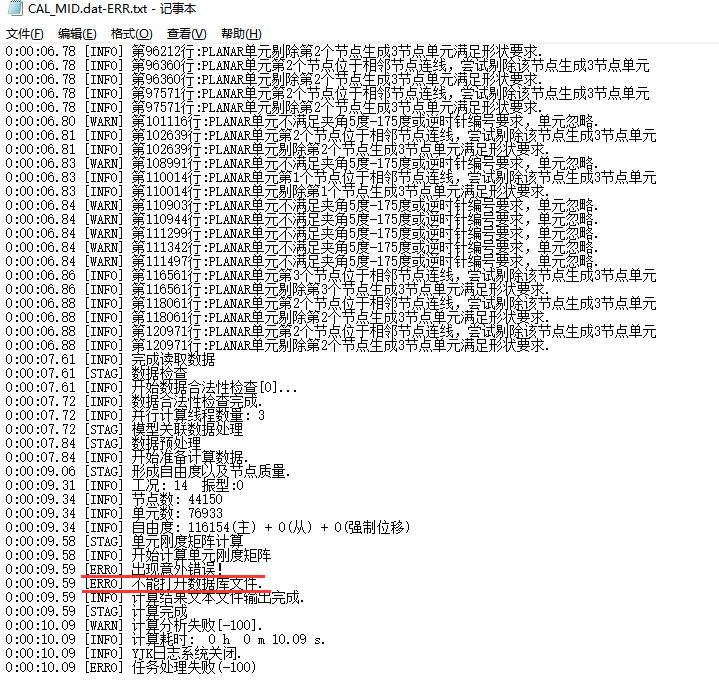 CAL_MID.dat-ERR.txt - 记事本
文件(F) 编辑(E) 格式(O) 查看(V) 帮助(H)
0:00:06.78 [INFO] 第96212行:PLANAR单元剔除第2个节点生成3节点单元满足形状要求.
0:00:06.78 [INFO] 第96360行:PLANAR单元第2个节点位于相邻节点连线，尝试剔除该节点生成3节点单元
0:00:06.78 [INFO] 第96360行:PLANAR单元剔除第2个节点生成3节点单元满足形状要求.
0:00:06.78 [INFO] 第97571行:PLANAR单元第2个节点位于相邻节点连线，尝试剔除该节点生成3节点单元
0:00:06.78 [INFO] 第97571行:PLANAR单元剔除第2个节点生成3节点单元满足形状要求.
0:00:06.80 [WARN] 第101116行:PLANAR单元不满足夹角5度-175度或逆时针编号要求，单元忽略.
0:00:06.81 [INFO] 第102639行:PLANAR单元第2个节点位于相邻节点连线，尝试剔除该节点生成3节点单元
0:00:06.81 [INFO] 第102639行:PLANAR单元剔除第2个节点生成3节点单元满足形状要求.
0:00:06.83 [WARN] 第108991行:PLANAR单元不满足夹角5度-175度或逆时针编号要求，单元忽略.
0:00:06.83 [INFO] 第110014行:PLANAR单元第1个节点位于相邻节点连线，尝试剔除该节点生成3节点单元
0:00:06.83 [INFO] 第110014行:PLANAR单元剔除第1个节点生成3节点单元满足形状要求.
0:00:06.84 [WARN] 第110903行:PLANAR单元不满足夹角5度-175度或逆时针编号要求，单元忽略.
0:00:06.84 [WARN] 第110944行:PLANAR单元不满足夹角5度-175度或逆时针编号要求，单元忽略.
0:00:06.84 [WARN] 第111299行:PLANAR单元不满足夹角5度-175度或逆时针编号要求，单元忽略.
0:00:06.84 [WARN] 第111342行:PLANAR单元不满足夹角5度-175度或逆时针编号要求，单元忽略.
0:00:06.84 [WARN] 第111497行:PLANAR单元不满足夹角5度-175度或逆时针编号要求，单元忽略.
0:00:06.86 [INFO] 第116561行:PLANAR单元第3个节点位于相邻节点连线，尝试剔除该节点生成3节点单元
0:00:06.86 [INFO] 第116561行:PLANAR单元剔除第3个节点生成3节点单元满足形状要求.
0:00:06.88 [INFO] 第118061行:PLANAR单元第2个节点位于相邻节点连线，尝试剔除该节点生成3节点单元
0:00:06.88 [INFO] 第118061行:PLANAR单元剔除第2个节点生成3节点单元满足形状要求.
0:00:06.88 [INFO] 第120971行:PLANAR单元第2个节点位于相邻节点连线，尝试剔除该节点生成3节点单元
0:00:06.88 [INFO] 第120971行:PLANAR单元剔除第2个节点生成3节点单元满足形状要求.
0:00:07.61 [INFO] 完成读取数据
0:00:07.61 [STAG] 数据检查
0:00:07.61 [INFO] 开始数据合法性检查[0]...
0:00:07.72 [INFO] 数据合法性检查完成.
0:00:07.72 [INFO] 并行计算线程数量: 3
0:00:07.72 [STAG] 模型关联数据处理
0:00:07.84 [STAG] 数据预处理
0:00:07.84 [INFO] 开始准备计算数据.
0:00:09.06 [STAG] 形成自由度以及节点质量.
0:00:09.31 [INFO] 工况: 14 振型:0
0:00:09.34 [INFO] 节点数: 44150
0:00:09.34 [INFO] 单元数: 76933
0:00:09.34 [INFO] 自由度: 116154(主) + 0(从) + 0(强制位移)
0:00:09.58 [STAG] 单元刚度矩阵计算
0:00:09.58 [INFO] 开始计算单元刚度矩阵
0:00:09.59 [ERRO] 出现意外错误!
0:00:09.59 [ERRO] 不能打开数据库文件.
0:00:09.59 [INFO] 计算结果文本文件输出完成.
0:00:09.59 [STAG] 计算完成
0:00:10.09 [WARN] 计算分析失败[-100].
0:00:10.09 [INFO] 计算耗时: 0 h 0 m 10.09 s.
0:00:10.09 [INFO] YJK日志系统关闭.
0:00:10.09 [ERRO] 任务处理失败(-100)